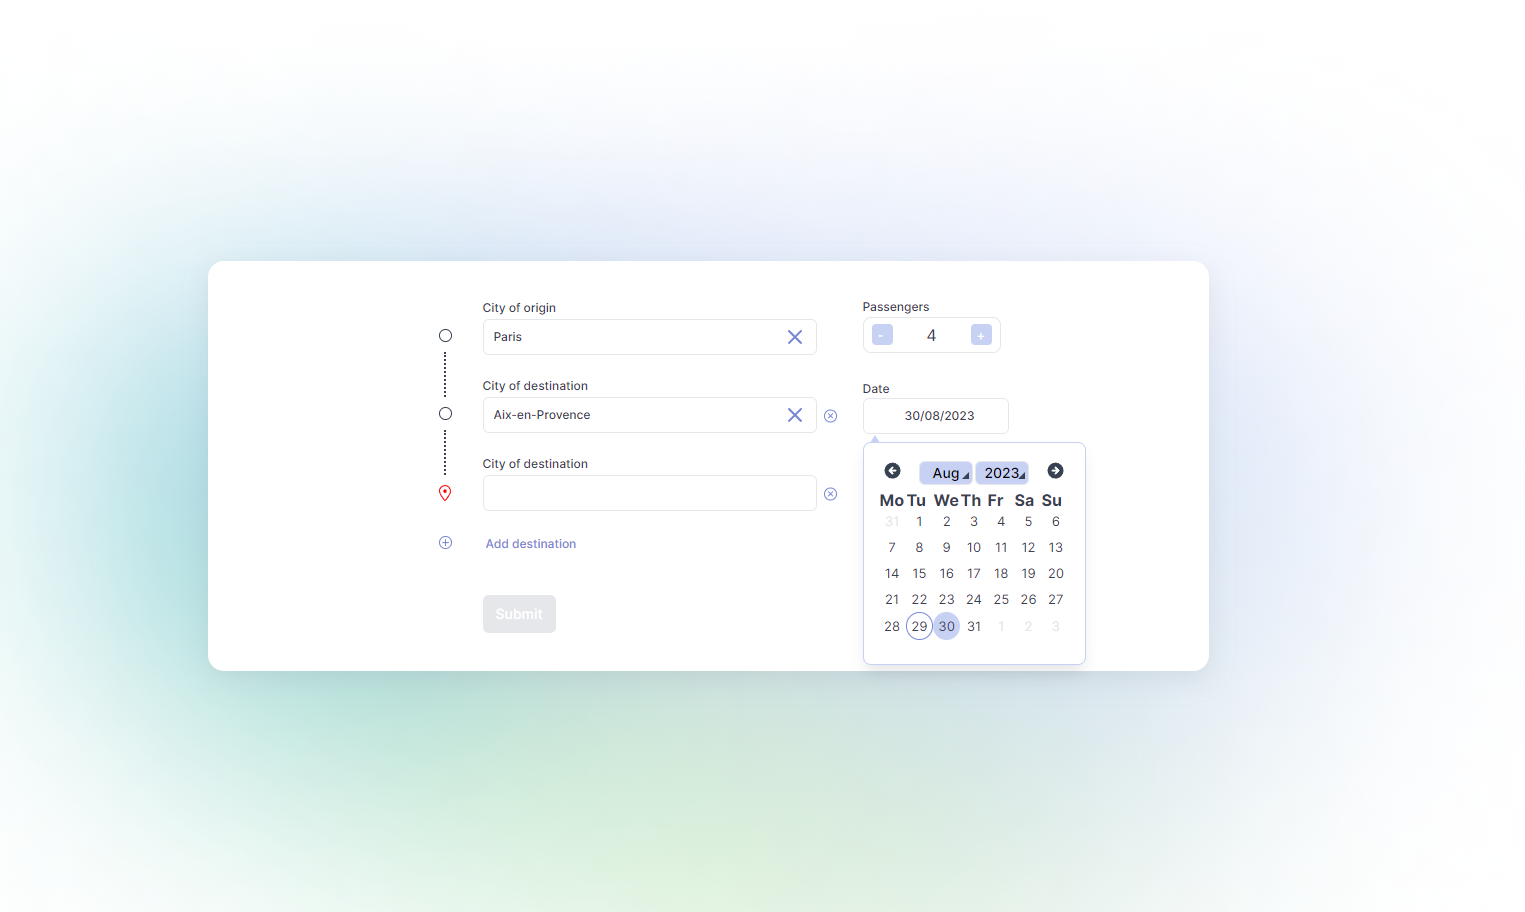 City of origin
Paris
City of destination
Aix-en-Provence
City of destination
Add destination
Submit
Passengers
- 4 +
Date
30/08/2023
Aug 2023
Mo Tu We Th Fr Sa Su
31 1 2 3 4 5 6
7 8 9 10 11 12 13
14 15 16 17 18 19 20
21 22 23 24 25 26 27
28 29 30 31 1 2 3